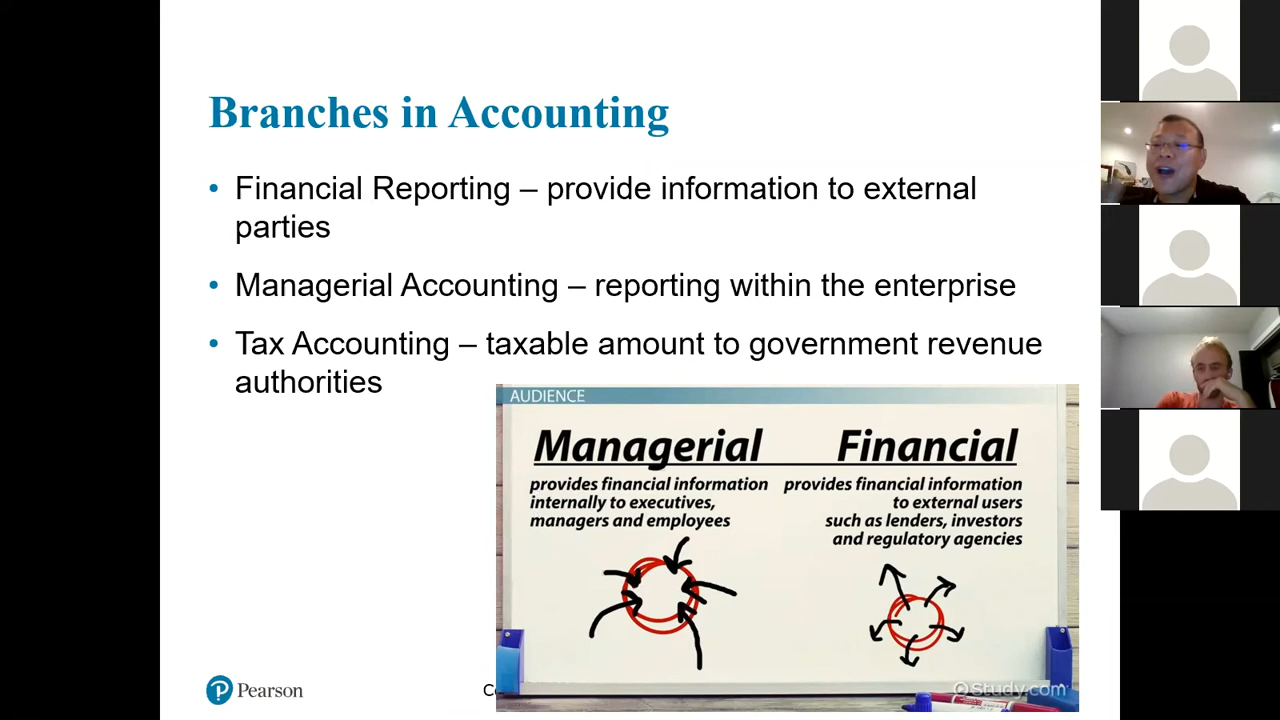 Branches in Accounting
• Financial Reporting – provide information to external
parties
• Managerial Accounting – reporting within the enterprise
• Tax Accounting – taxable amount to government revenue
authorities
AUDIENCE
Managerial
provides financial information
internally to executives,
managers and employees
Financial
provides financial information
to external users
such as lenders, investors
and regulatory agencies
Pearson
Study.com